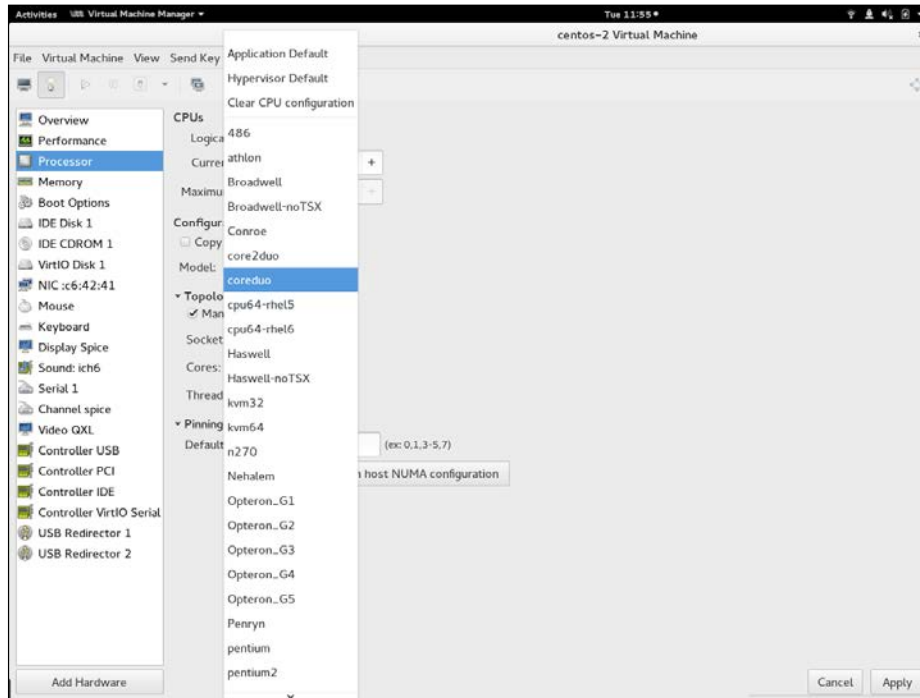 Activities Virtual Machine Manager Tue 11:55
centos-2 Virtual Machine
File Virtual Machine View Send Key
Overview
Performance
Processor
Memory
Boot Options
IDE Disk 1
IDE CDROM 1
VirtIO Disk 1
NIC :c6:42:41
Mouse
Keyboard
Display Spice
Sound: ich6
Serial 1
Channel spice
Video QXL
Controller USB
Controller PCI
Controller IDE
Controller VirtIO Serial
USB Redirector 1
USB Redirector 2
Add Hardware
CPUs
Logica
Curre
+
Maximu
+
Configur
Copy
Model:
Topolo
Man
Socket
Cores:
Thread
Pinning
Default
(ex: 0,1,3-5,7)
host NUMA configuration
Application Default
Hypervisor Default
Clear CPU configuration
486
athlon
Broadwell
Broadwell-noTSX
Conroe
core2duo
coreduo
cpu64-rhel5
cpu64-rhel6
Haswell
Haswell-noTSX
kvm32
kvm64
n270
Nehalem
Opteron_G1
Opteron_G2
Opteron_G3
Opteron_G4
Opteron_G5
Penryn
pentium
pentium2
Cancel Apply